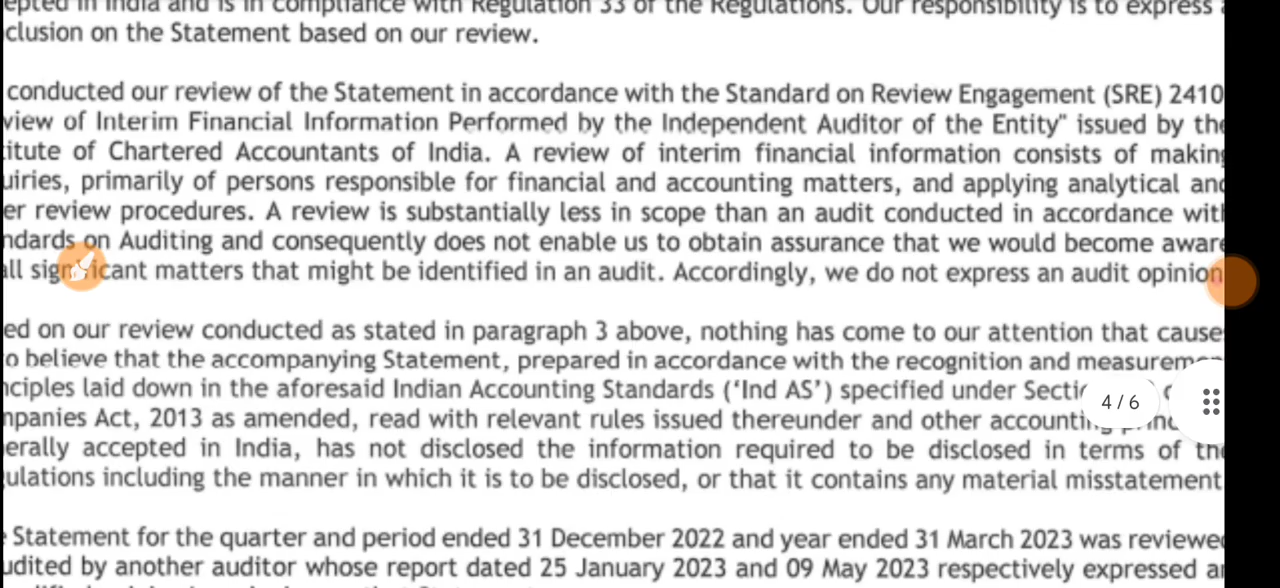 epted in India and is in compliance with Regulation 33 of the Regulations. Our responsibility is to express
clusion on the Statement based on our review.
conducted our review of the Statement in accordance with the Standard on Review Engagement (SRE) 2410
view of Interim Financial Information Performed by the Independent Auditor of the Entity" issued by the
titute of Chartered Accountants of India. A review of interim financial information consists of making
uiries, primarily of persons responsible for financial and accounting matters, and applying analytical and
er review procedures. A review is substantially less in scope than an audit conducted in accordance with
ndards on Auditing and consequently does not enable us to obtain assurance that we would become aware
all significant matters that might be identified in an audit. Accordingly, we do not express an audit opinion
ed on our review conducted as stated in paragraph 3 above, nothing has come to our attention that cause
o believe that the accompanying Statement, prepared in accordance with the recognition and measurem
nciples laid down in the aforesaid Indian Accounting Standards ('Ind AS') specified under Secti
4 / 6
mpanies Act, 2013 as amended, read with relevant rules issued thereunder and other accounting
erally accepted in India, has not disclosed the information required to be disclosed in terms of the
ulations including the manner in which it is to be disclosed, or that it contains any material misstatement
Statement for the quarter and period ended 31 December 2022 and year ended 31 March 2023 was reviewed
udited by another auditor whose report dated 25 January 2023 and 09 May 2023 respectively expressed an